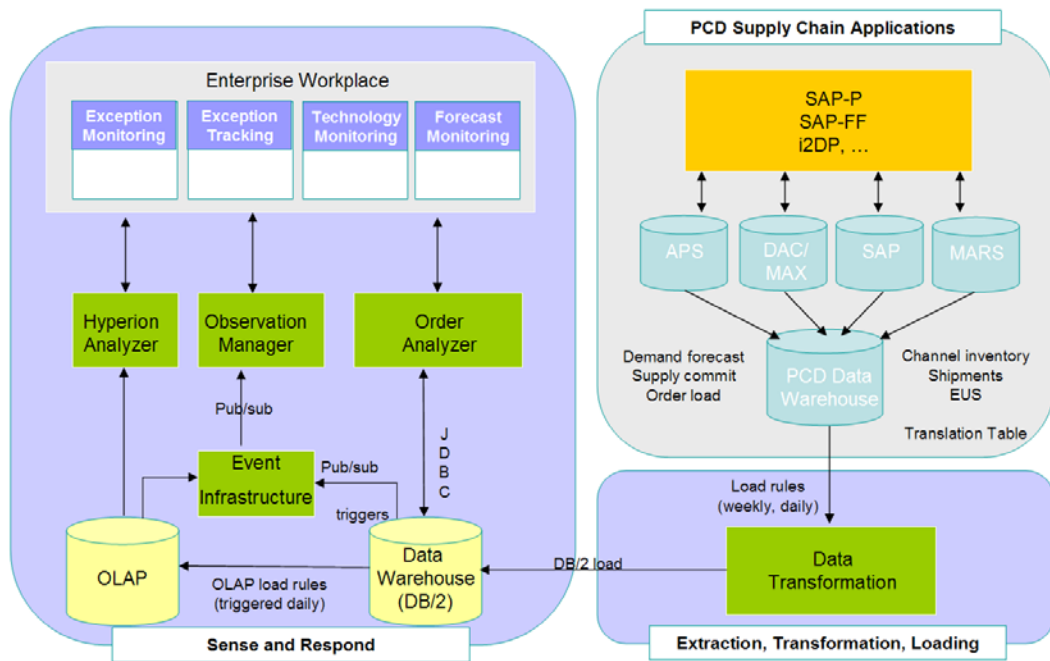 PCD Supply Chain Applications
Enterprise Workplace
Exception
Monitoring
Exception
Tracking
Technology
Monitoring
Forecast
Monitoring
SAP-P
SAP-FF
i2DP, ...
APS
DAC/
MAX
SAP
MARS
Hyperion
Analyzer
Observation
Manager
Order
Analyzer
Demand forecast
Supply commit
Order load
PCD Data
Warehouse
Channel inventory
Shipments
EUS
Translation Table
Pub/sub
J
D
B
C
Event
Infrastructure
Pub/sub
triggers
Load rules
(weekly, daily)
OLAP
OLAP load rules
(triggered daily)
Data
Warehouse
(DB/2)
DB/2 load
Data
Transformation
Sense and Respond
Extraction, Transformation, Loading